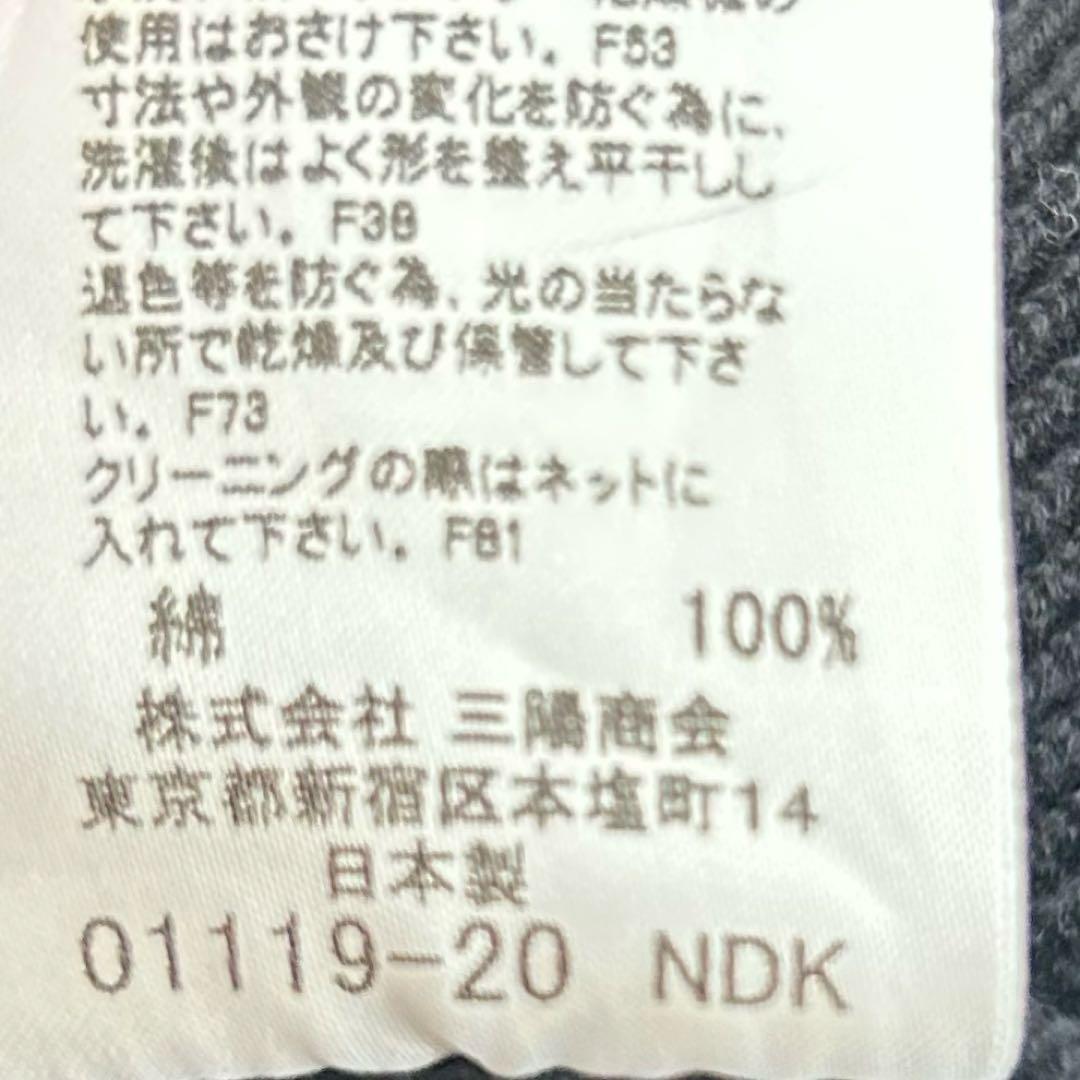 使用はおさけ下さい。F53
寸法や外観の変化を防ぐ為に、
洗濯後はよく形を整え平干しし
て下さい。F38
退色等を防ぐ為、光の当たらな
い所で乾燥及び保管して下さ
い。F73
クリーニングの際はネットに
入れて下さい。F81
綿 100%
株式会社 三陽商会
東京都新宿区本塩町14
日本製
01119-20 NDK